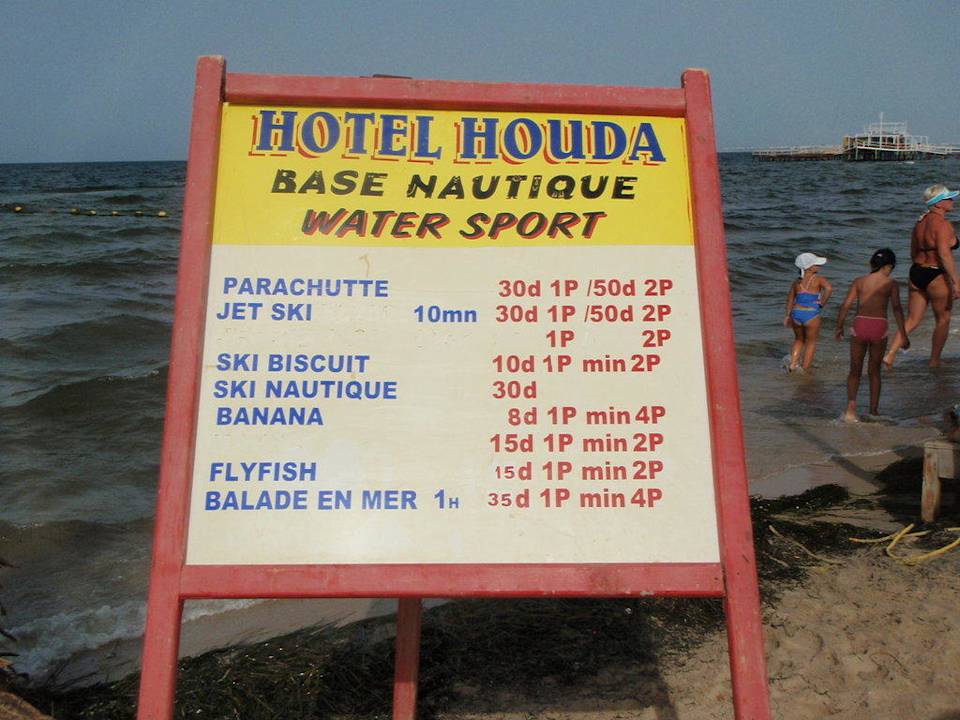 HOTEL HOUDA
BASE NAUTIQUE
WATER SPORT
PARACHUTTE 30d 1P /50d 2P
JET SKI 10mn 30d 1P /50d 2P
1P 2P
SKI BISCUIT 10d 1P min 2P
SKI NAUTIQUE 30d
BANANA 8d 1P min 4P
15d 1P min 2P
FLYFISH 15d 1P min 2P
BALADE EN MER 1H 35d 1P min 4P